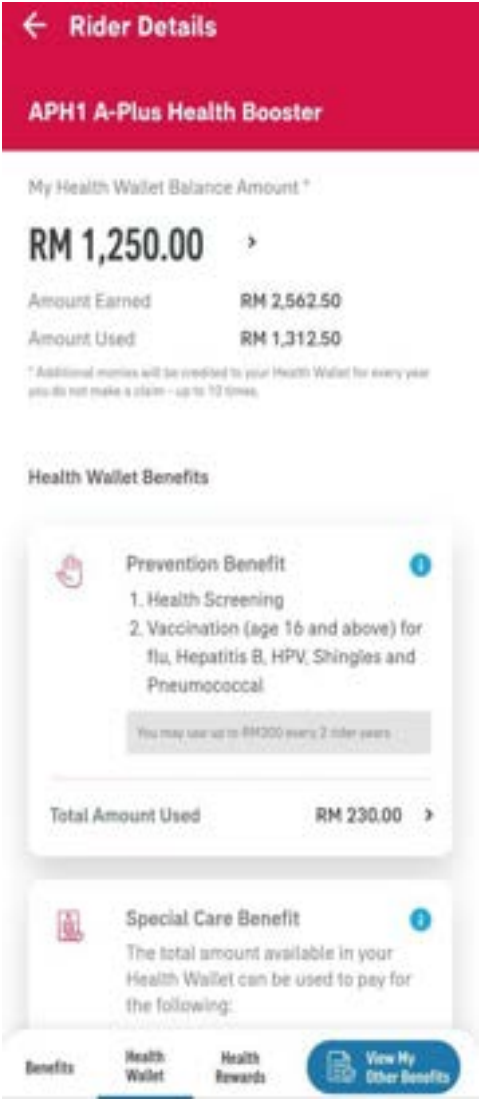 Rider Details
APH1 A-Plus Health Booster
My Health Wallet Balance Amount *
RM 1,250.00
Amount Earned RM 2,562.50
Amount Used RM 1,312.50
* Additional monies will be credited to your Health Wallet for every year
you do not make a claim - up to 10 times.
Health Wallet Benefits
Prevention Benefit
1. Health Screening
2. Vaccination (age 16 and above) for
flu, Hepatitis B, HPV, Shingles and
Pneumococcal
You may use up to RM300 every 2 rider years
Total Amount Used RM 230.00
Special Care Benefit
The total amount available in your
Health Wallet can be used to pay for
the following:
Benefits
Health
Wallet
Health
Rewards
View My
Other Benefits